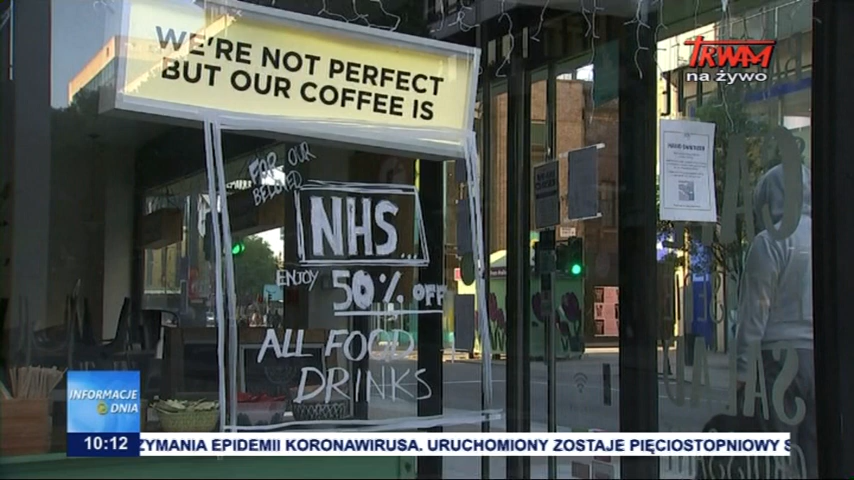 WE'RE NOT PERFECT
BUT OUR COFFEE IS
TRWAM
na żywo
FOR OUR
BELOVED
NHS...
ENJOY
50% OFF
ALL FOOD
DRINKS
INFORMACJE
DNIA
10:12
ZYMANIA EPIDEMII KORONAWIRUSA. URUCHOMIONY ZOSTAJE PIĘCIOSTOPNIOWY S